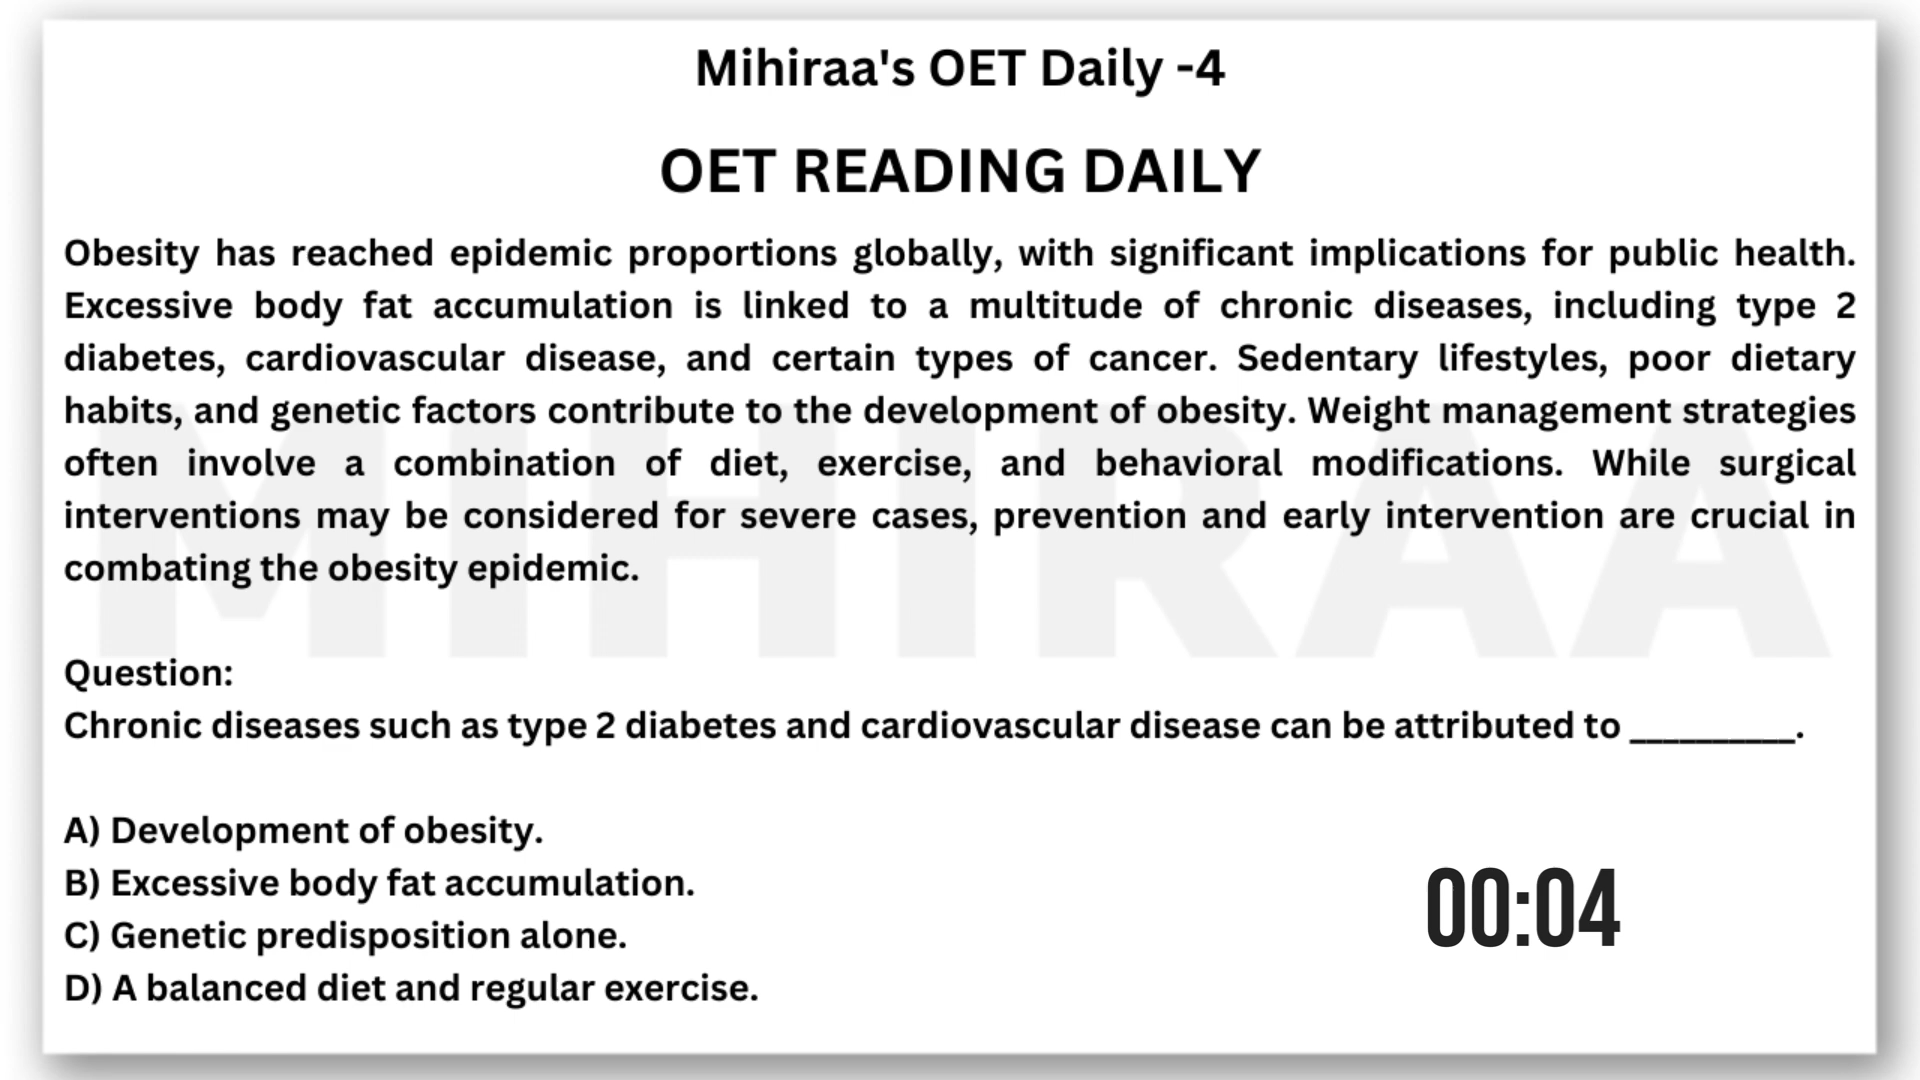 Mihiraa's OET Daily -4
OET READING DAILY
Obesity has reached epidemic proportions globally, with significant implications for public health.
Excessive body fat accumulation is linked to a multitude of chronic diseases, including type 2
diabetes, cardiovascular disease, and certain types of cancer. Sedentary lifestyles, poor dietary
habits, and genetic factors contribute to the development of obesity. Weight management strategies
often involve a combination of diet, exercise, and behavioral modifications. While surgical
interventions may be considered for severe cases, prevention and early intervention are crucial in
combating the obesity epidemic.
MIHIRAA
Question:
Chronic diseases such as type 2 diabetes and cardiovascular disease can be attributed to __________.
A) Development of obesity.
B) Excessive body fat accumulation.
C) Genetic predisposition alone.
D) A balanced diet and regular exercise.
00:04